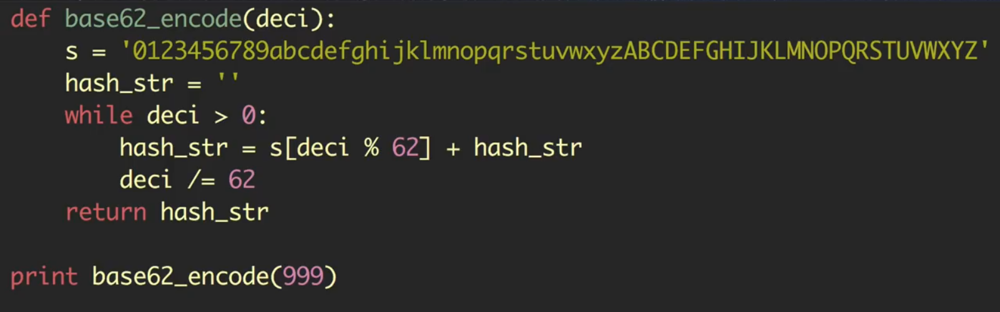 def base62_encode(deci):
    s = '0123456789abcdefghijklmnopqrstuvwxyzABCDEFGHIJKLMNOPQRSTUVWXYZ'
    hash_str = ''
    while deci > 0:
        hash_str = s[deci % 62] + hash_str
        deci /= 62
    return hash_str

print base62_encode(999)